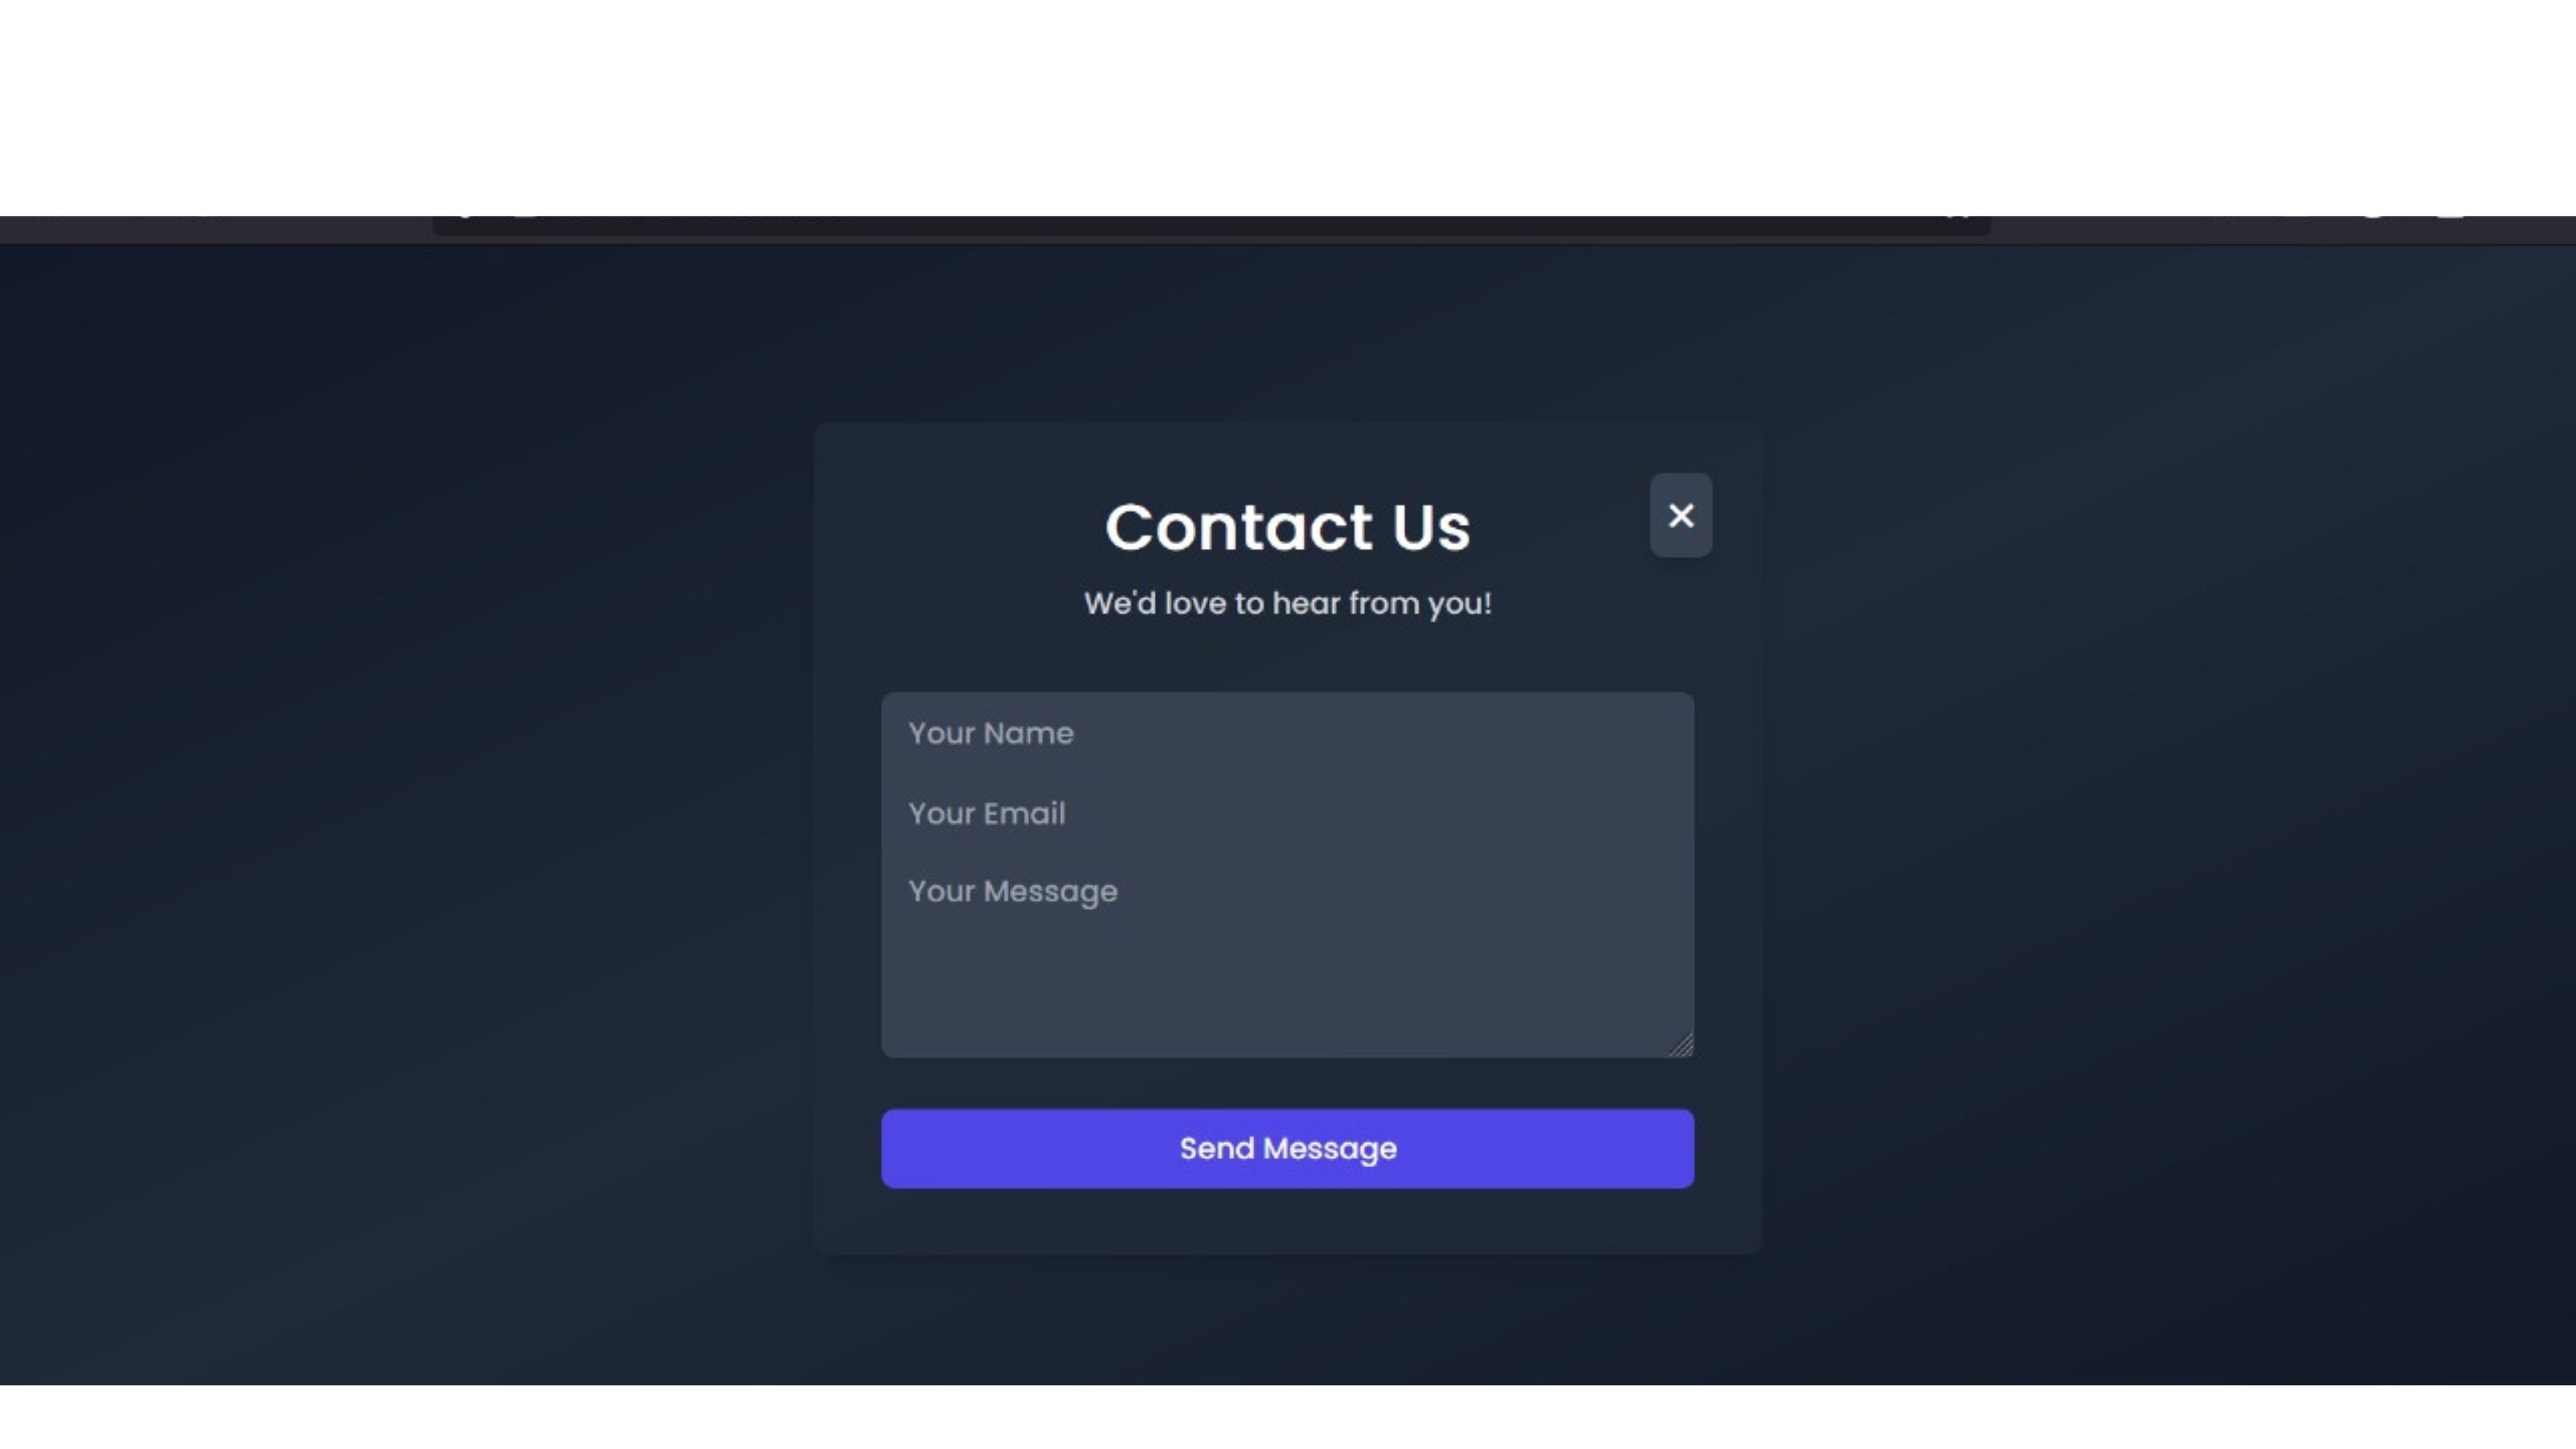 Contact Us
We'd love to hear from you!
Your Name
Your Email
Your Message
Send Message